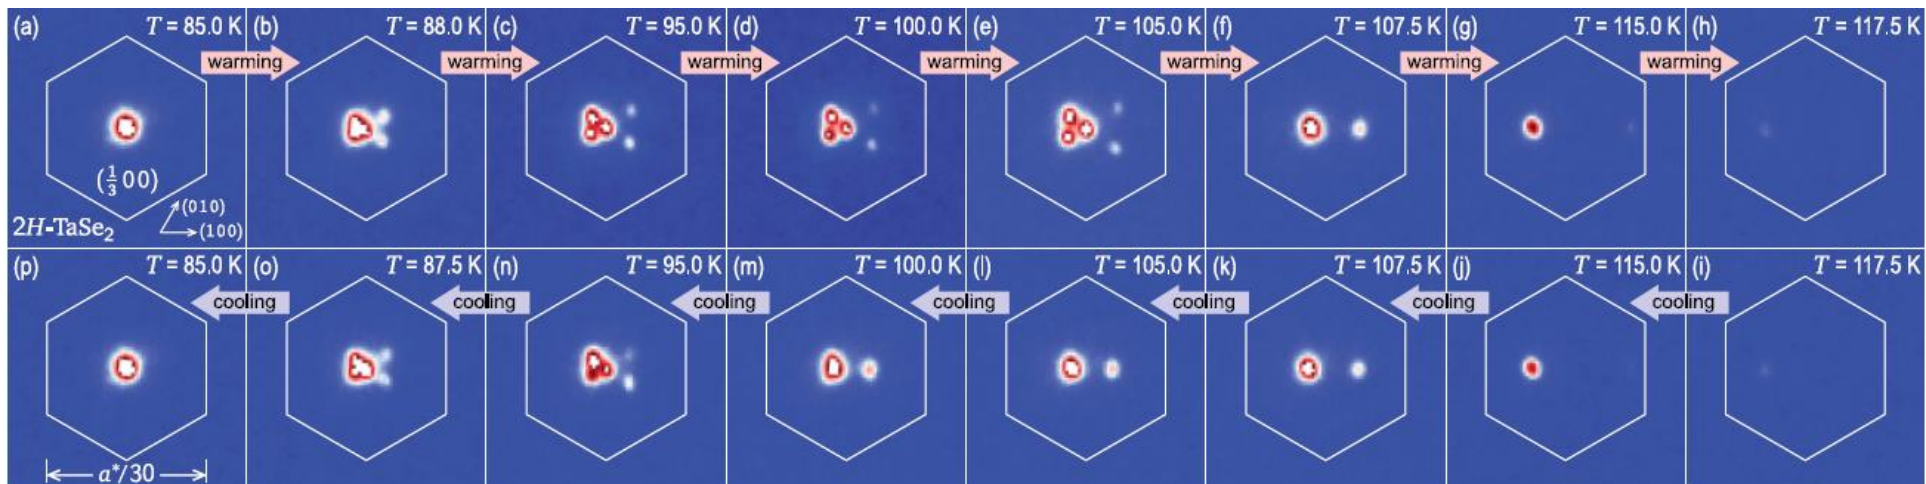 (a) T = 85.0 K (b) T = 88.0 K (c) T = 95.0 K (d) T = 100.0 K (e) T = 105.0 K (f) T = 107.5 K (g) T = 115.0 K (h) T = 117.5 K
warming warming warming warming warming warming warming
(1/3 0 0)
(010)
(100)
2H-TaSe₂
(p) T = 85.0 K (o) T = 87.5 K (n) T = 95.0 K (m) T = 100.0 K (l) T = 105.0 K (k) T = 107.5 K (j) T = 115.0 K (i) T = 117.5 K
cooling cooling cooling cooling cooling cooling cooling
a*/30